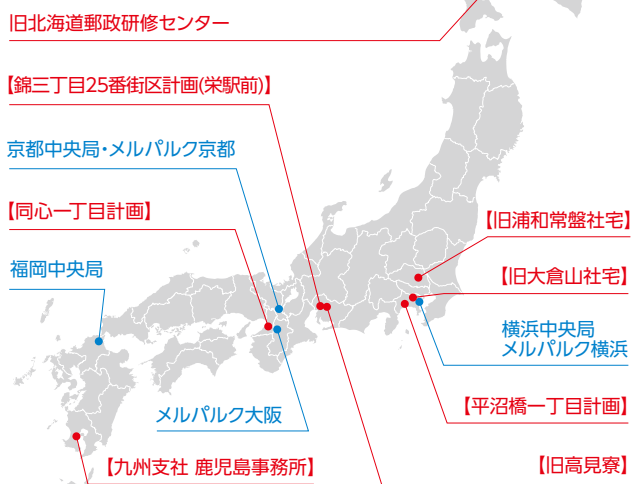 旧北海道郵政研修センター
【錦三丁目25番街区計画(栄駅前)】
京都中央局・メルパルク京都
【同心一丁目計画】
福岡中央局
【旧浦和常盤社宅】
【旧大倉山社宅】
横浜中央局
メルパルク横浜
【平沼橋一丁目計画】
メルパルク大阪
【九州支社 鹿児島事務所】
【旧高見寮】